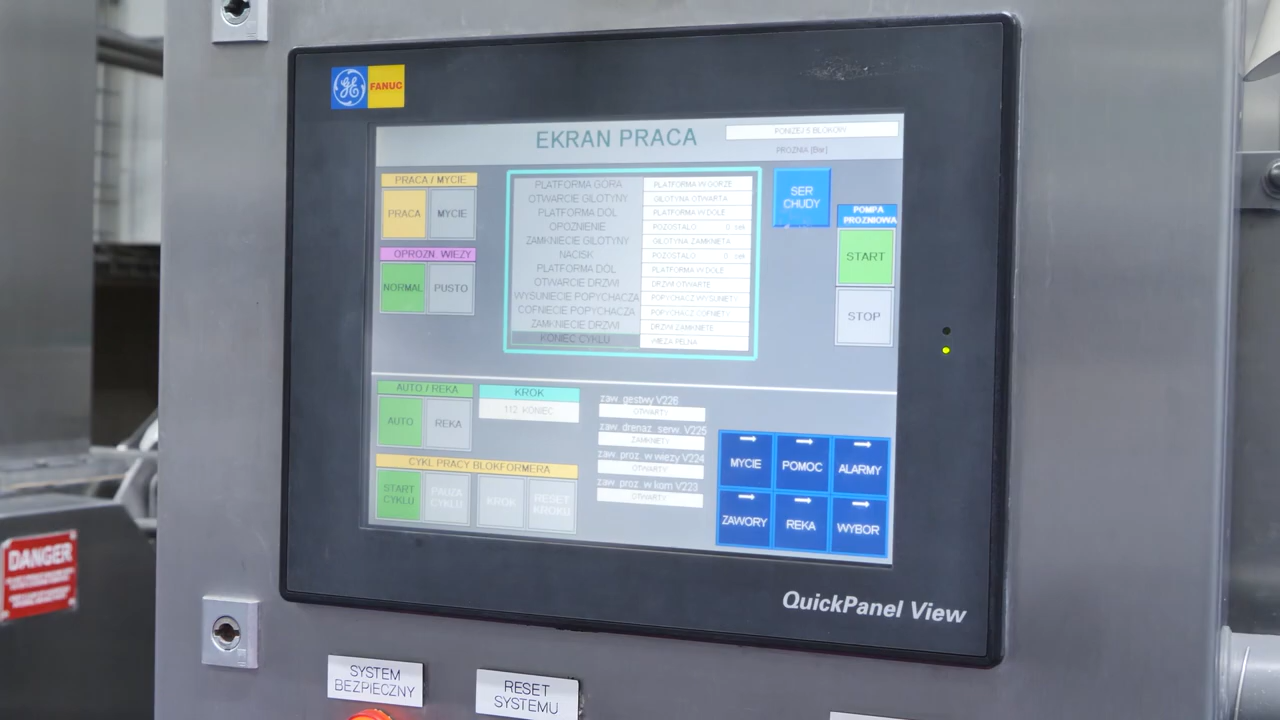 GE FANUC
EKRAN PRACA
PONIZEJ 5 BLOKOW
PROZNIA [Bar]
PRACA / MYCIE
PRACA
MYCIE
OPROZN. WIEZY
NORMAL
PUSTO
PLATFORMA GORA
PLATFORMA W GORZE
OTWARCIE GILOTYNY
GILOTYNA OTWARTA
PLATFORMA DOL
PLATFORMA W DOLE
OPOZNIENIE
POZOSTALO 0 sek
ZAMKNIECIE GILOTYNY
GILOTYNA ZAMKNIETA
NACISK
POZOSTALO 0 sek
PLATFORMA DOL
PLATFORMA W DOLE
OTWARCIE DRZWI
DRZWI OTWARTE
WYSUNIECIE POPYCHACZA
POPYCHACZ WYSUNIETY
COFNIECIE POPYCHACZA
POPYCHACZ COFNIETY
ZAMKNIECIE DRZWI
DRZWI ZAMKNIETE
KONIEC CYKLU
WIEZA PELNA
SER
CHUDY
POMPA
PROZNIOWA
START
STOP
AUTO / REKA
AUTO
REKA
KROK
112. KONIEC
CYKL PRACY BLOKFORMERA
START
CYKLU
PAUZA
CYKLU
KROK
RESET
KROKU
zaw. gestwy V226
OTWARTY
zaw. drenaz. serw. V225
ZAMKNIETY
zaw. proz. w wiezy V224
OTWARTY
zaw. proz. w kom V223
OTWARTY
MYCIE
POMOC
ALARMY
ZAWORY
REKA
WYBOR
QuickPanel View
DANGER
SYSTEM
BEZPIECZNY
RESET
SYSTEMU